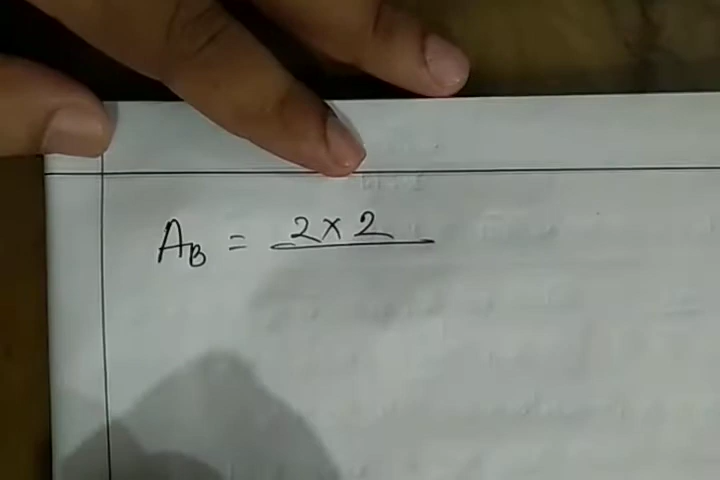 A_B = 2 × 2